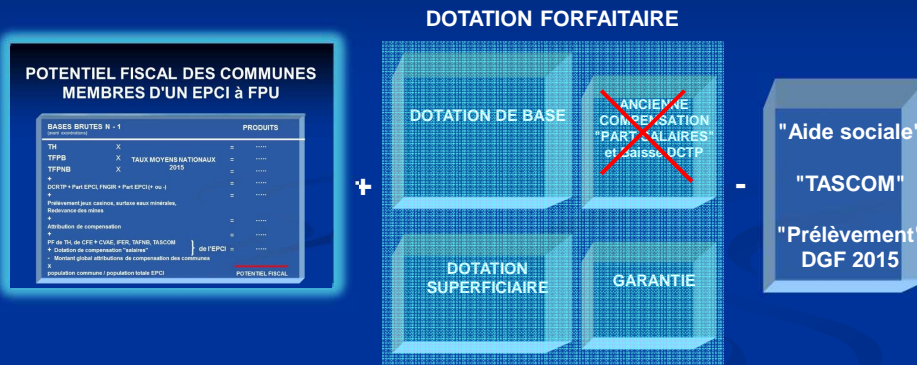 DOTATION FORFAITAIRE
POTENTIEL FISCAL DES COMMUNES
MEMBRES D'UN EPCI à FPU
BASES BRUTES N - 1 PRODUITS
TH X = .....
TFPB X TAUX MOYENS NATIONAUX = .....
TFPNB X 2015 = .....
+
DCRTP + Part EPCI, FNGIR + Part EPCI (+ ou -) = .....
+ = .....
Prélèvement jeux casinos, surtaxe eaux minérales,
Redevance des mines
+ = .....
Attribution de compensation = .....
+
PF de TH, de CFE + CVAE, IFER, TAFNB, TASCOM
+ Dotation de compensation "salaires" } de l'EPCI = .....
- Montant global attributions de compensation des communes
X
population commune / population totale EPCI POTENTIEL FISCAL
+
DOTATION DE BASE
ANCIENNE
COMPENSATION
"PART SALAIRES"
et Baisse DCTP
DOTATION
SUPERFICIAIRE
GARANTIE
-
"Aide sociale"
"TASCOM"
"Prélèvement"
DGF 2015